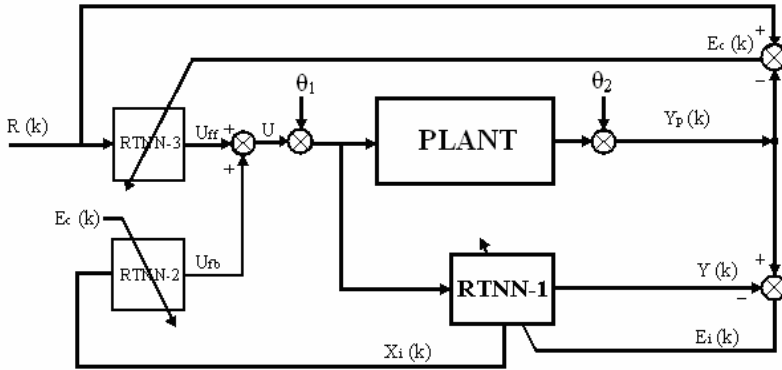 +
Ec (k)
−
θ1
θ2
R (k)
RTNN-3
Uff
+
U
PLANT
Yp (k)
+
Ec (k)
RTNN-2
Ufb
RTNN-1
Y (k)
+
−
Xi (k)
Ei (k)